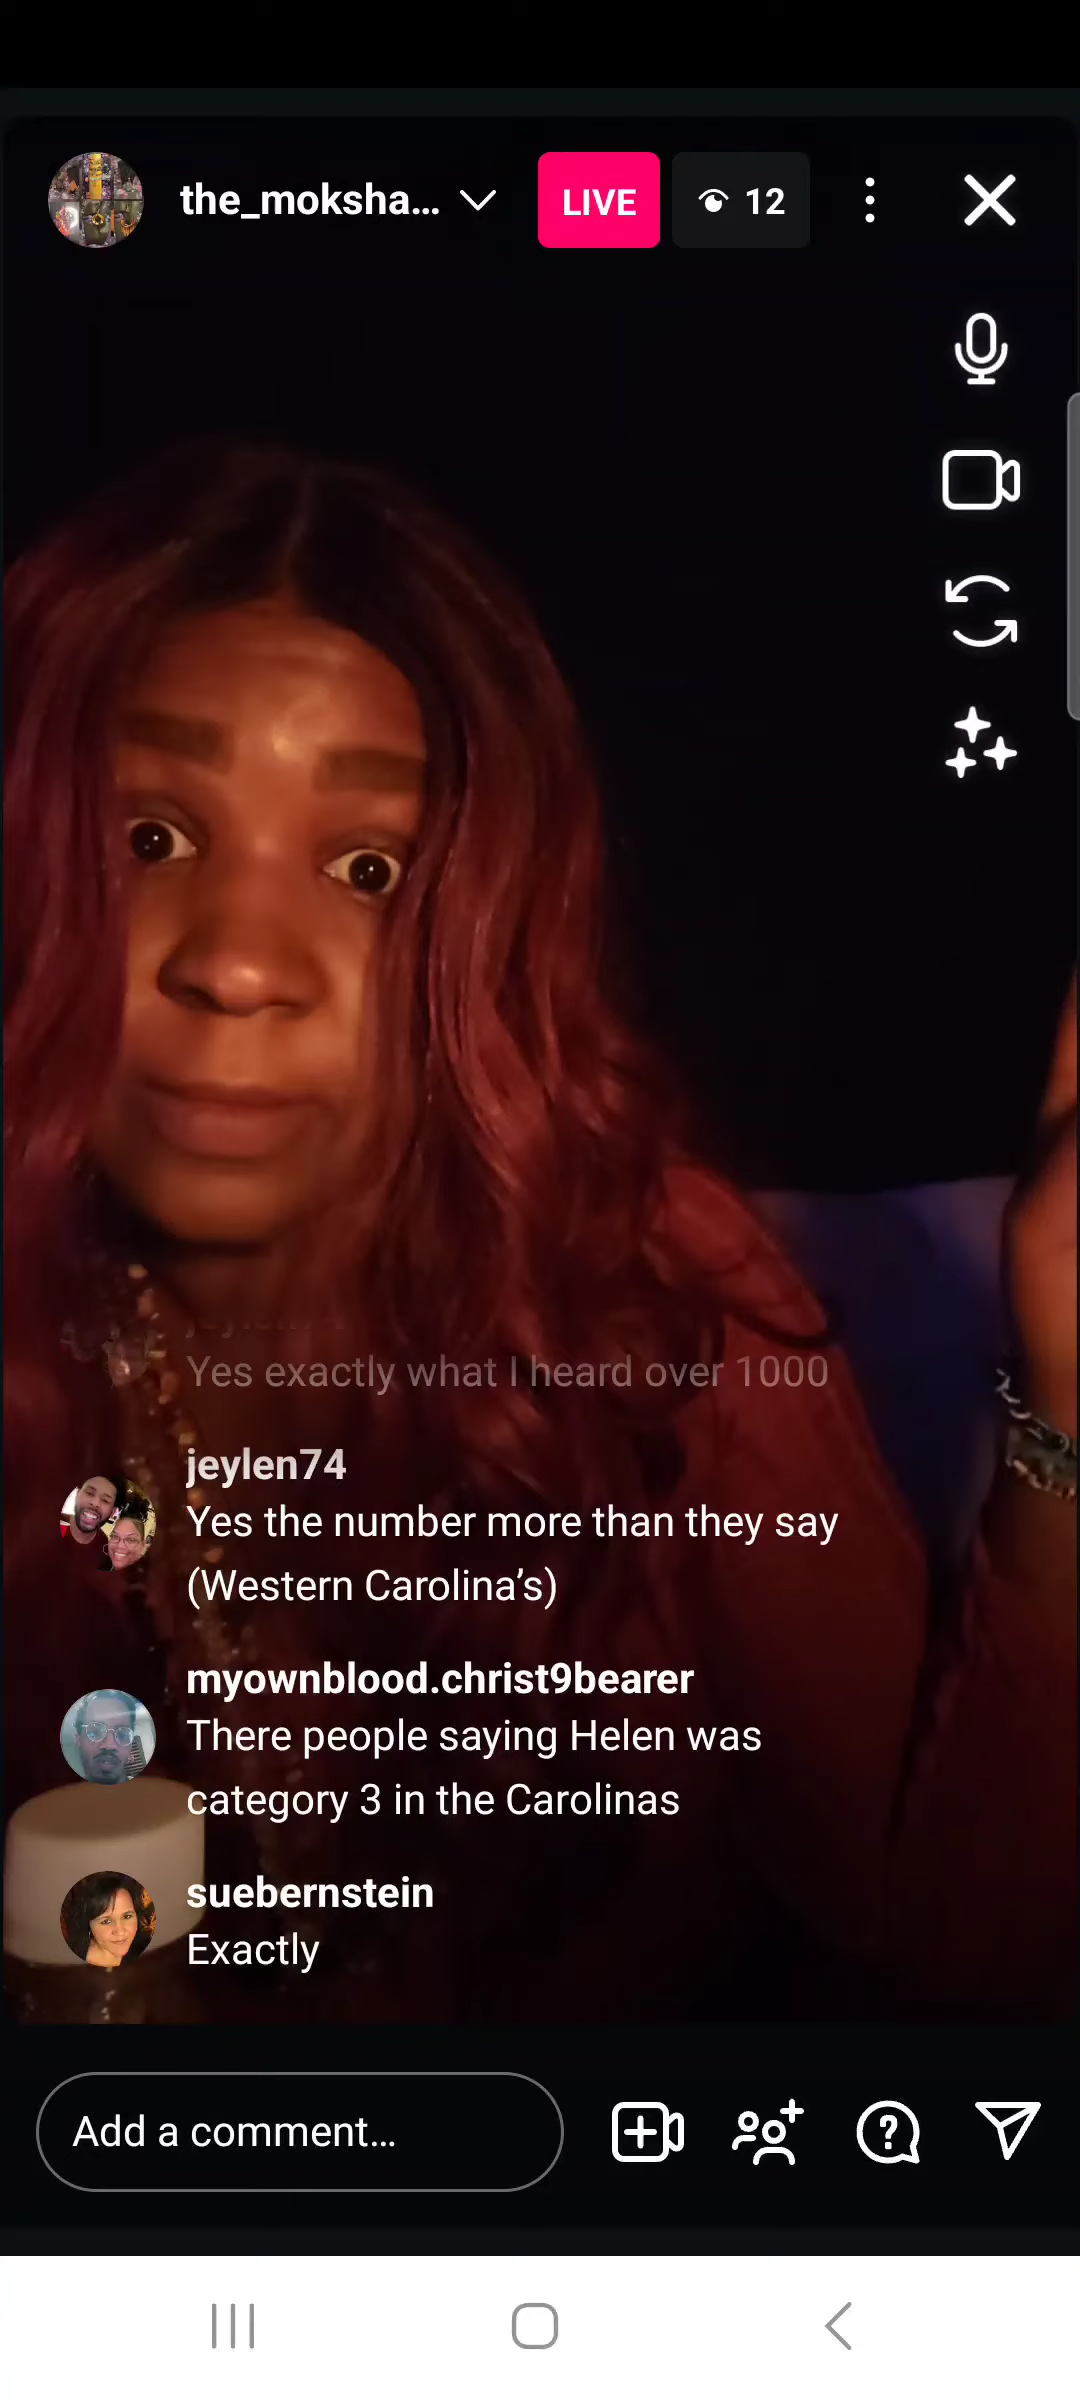 the_moksha...
LIVE
12
Yes exactly what I heard over 1000
jeylen74
Yes the number more than they say
(Western Carolina’s)
myownblood.christ9bearer
There people saying Helen was
category 3 in the Carolinas
suebernstein
Exactly
Add a comment...